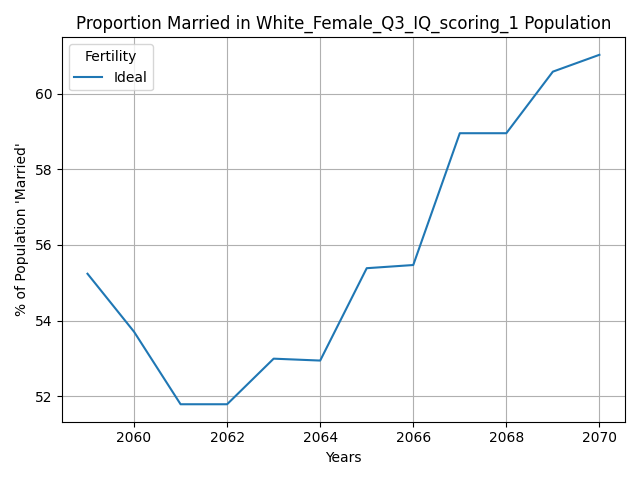 Proportion Married in White_Female_Q3_IQ_scoring_1 Population
Fertility
Ideal
% of Population 'Married'
60
58
56
54
52
2060 2062 2064 2066 2068 2070
Years